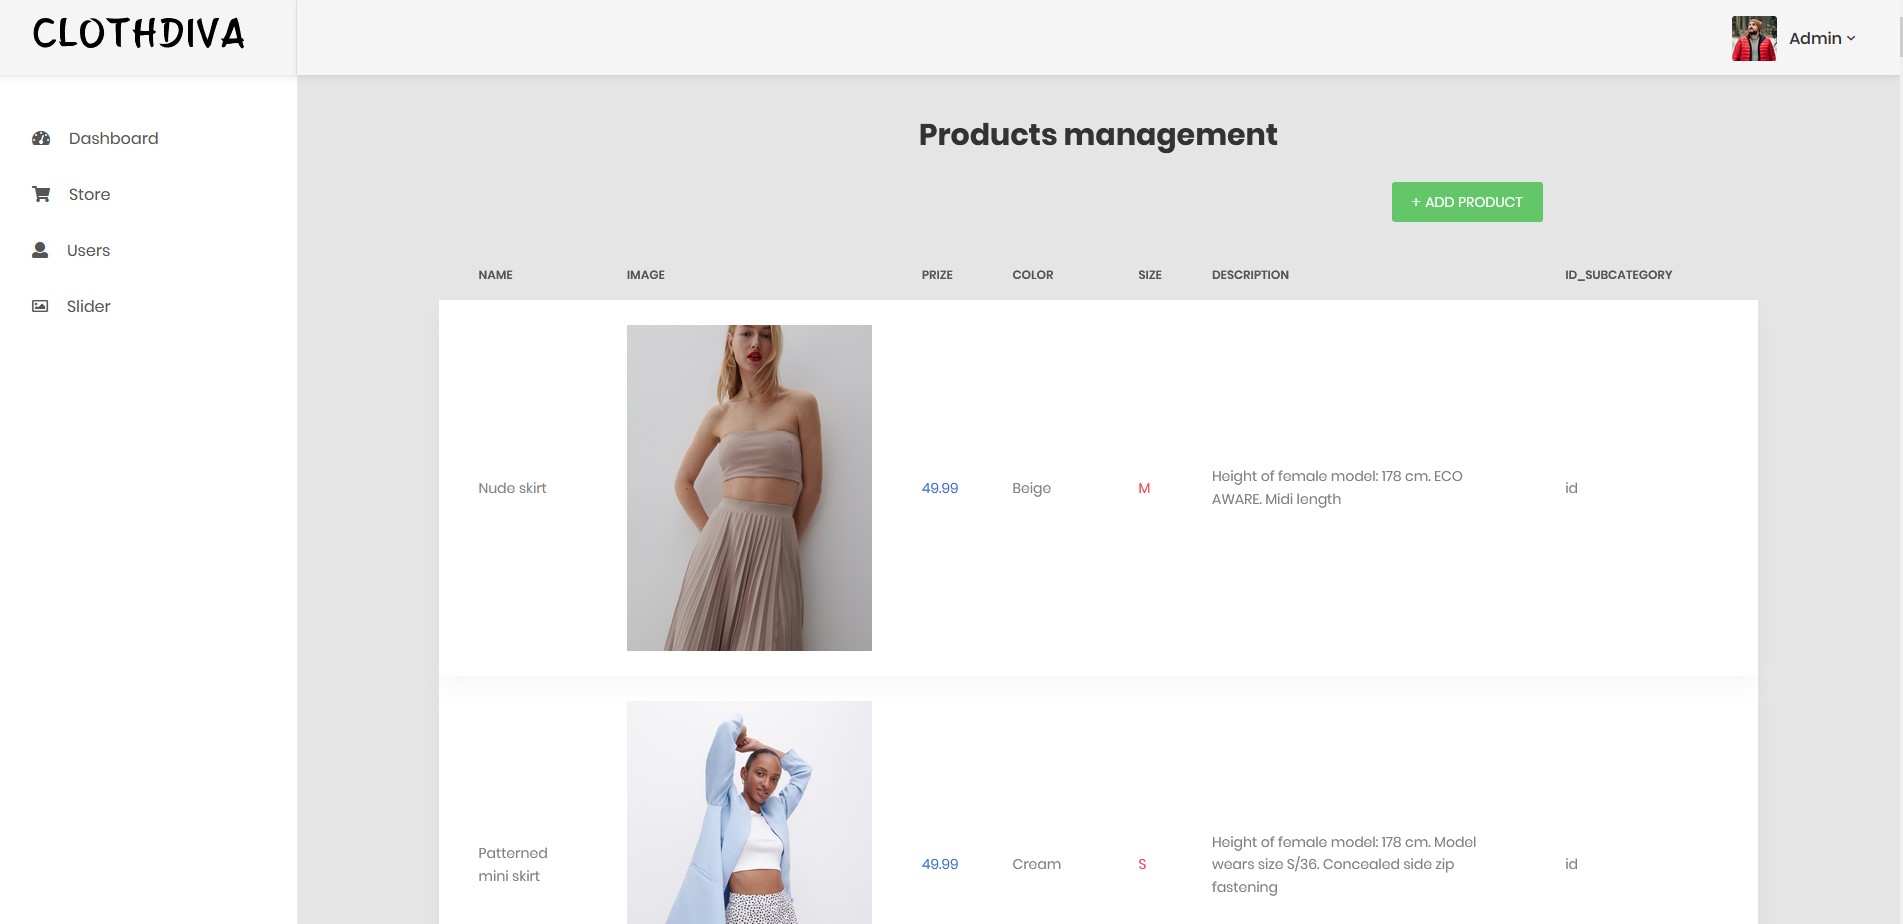 CLOTHDIVA
Admin
Dashboard
Store
Users
Slider
Products management
+ ADD PRODUCT
NAME IMAGE PRIZE COLOR SIZE DESCRIPTION ID_SUBCATEGORY
Nude skirt
49.99
Beige
M
Height of female model: 178 cm. ECO
AWARE. Midi length
id
Patterned
mini skirt
49.99
Cream
S
Height of female model: 178 cm. Model
wears size S/36. Concealed side zip
fastening
id